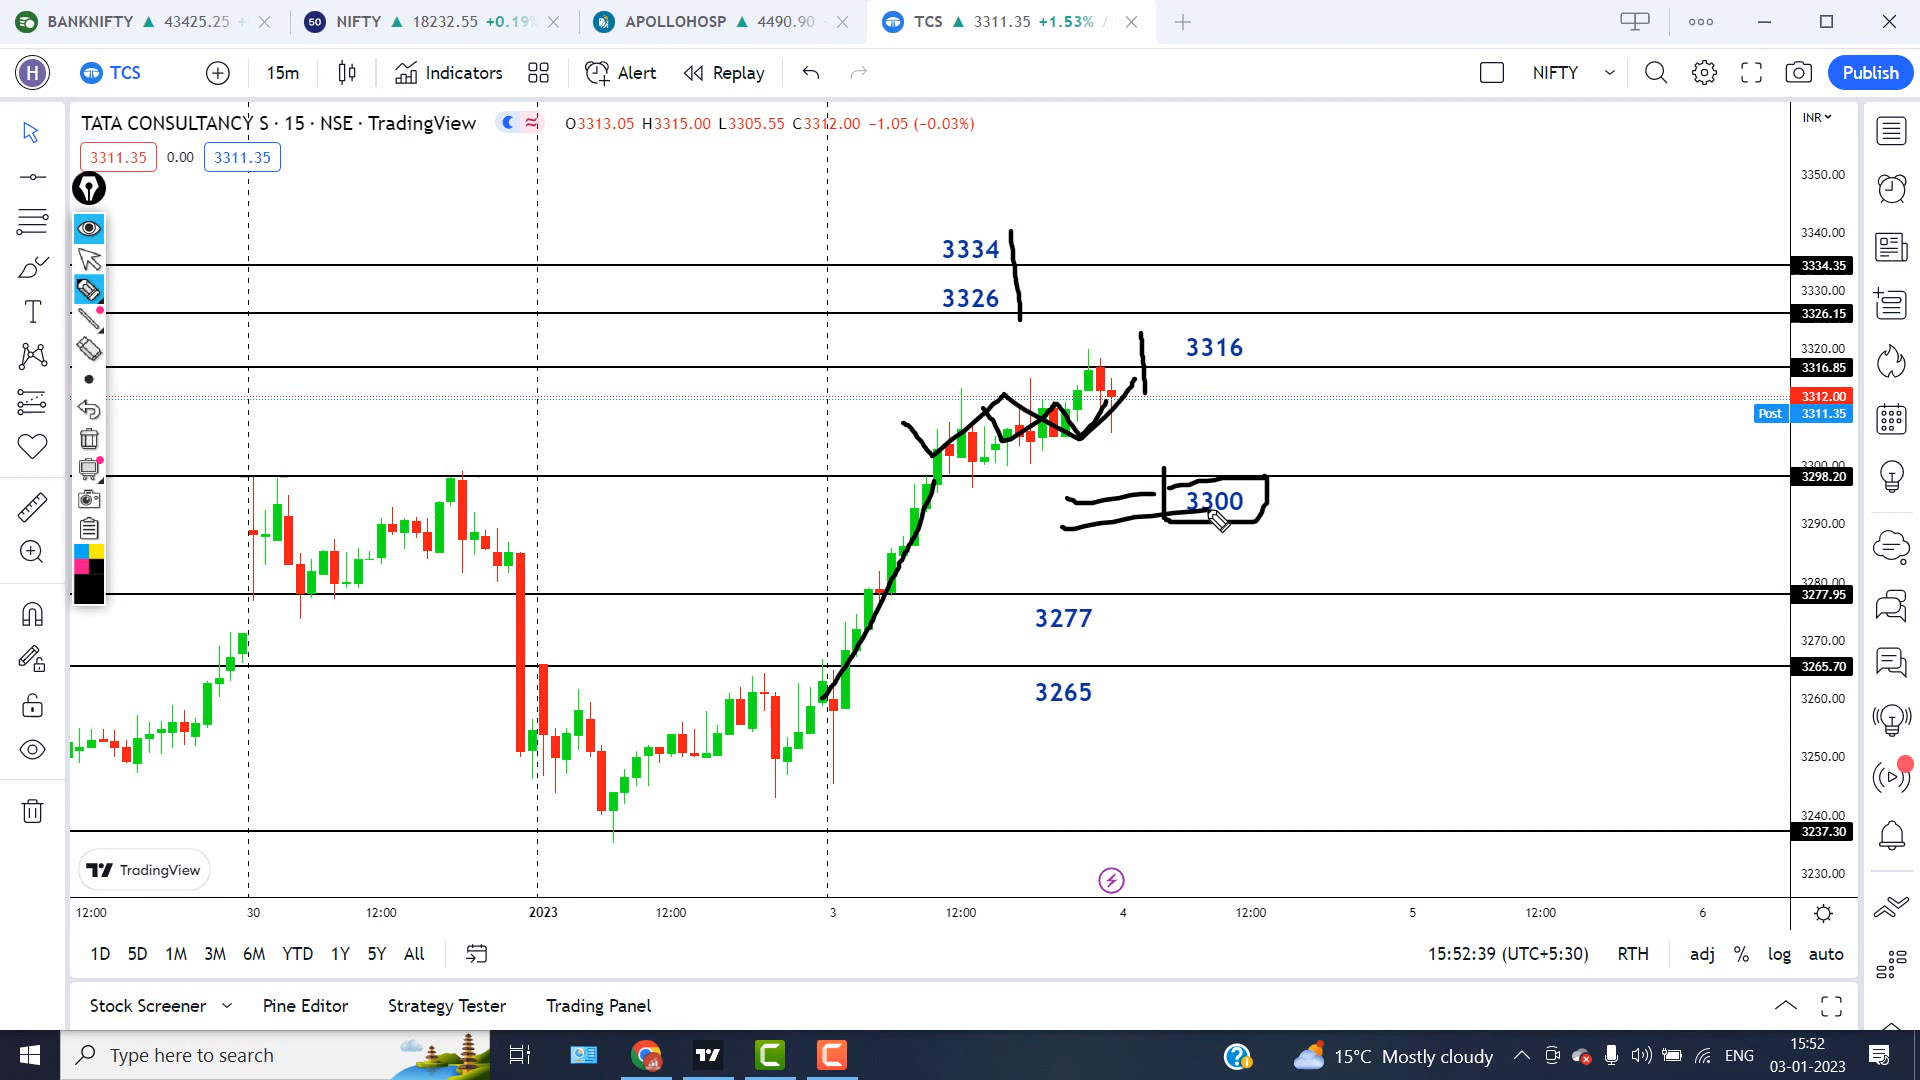 BANKNIFTY ▲ 43425.25
50 NIFTY ▲ 18232.55 +0.19%
APOLLOHOSP ▲ 4490.90
TCS ▲ 3311.35 +1.53% /
H TCS 15m Indicators Alert Replay NIFTY Publish
TATA CONSULTANCY S · 15 · NSE · TradingView O3313.05 H3315.00 L3305.55 C3312.00 −1.05 (−0.03%) INR
3311.35 0.00 3311.35
3350.00
3340.00
3334
3334.35
3330.00
3326
3326.15
3320.00
3316
3316.85
3312.00
Post 3311.35
3300.00
3298.20
3300
3290.00
3280.00
3277.95
3277
3270.00
3265.70
3265
3260.00
3250.00
3240.00
3237.30
3230.00
TradingView
12:00 30 12:00 2023 12:00 3 12:00 4 12:00 5 12:00 6
1D 5D 1M 3M 6M YTD 1Y 5Y All 15:52:39 (UTC+5:30) RTH adj % log auto
Stock Screener Pine Editor Strategy Tester Trading Panel
Type here to search 15°C Mostly cloudy ENG 15:52
03-01-2023